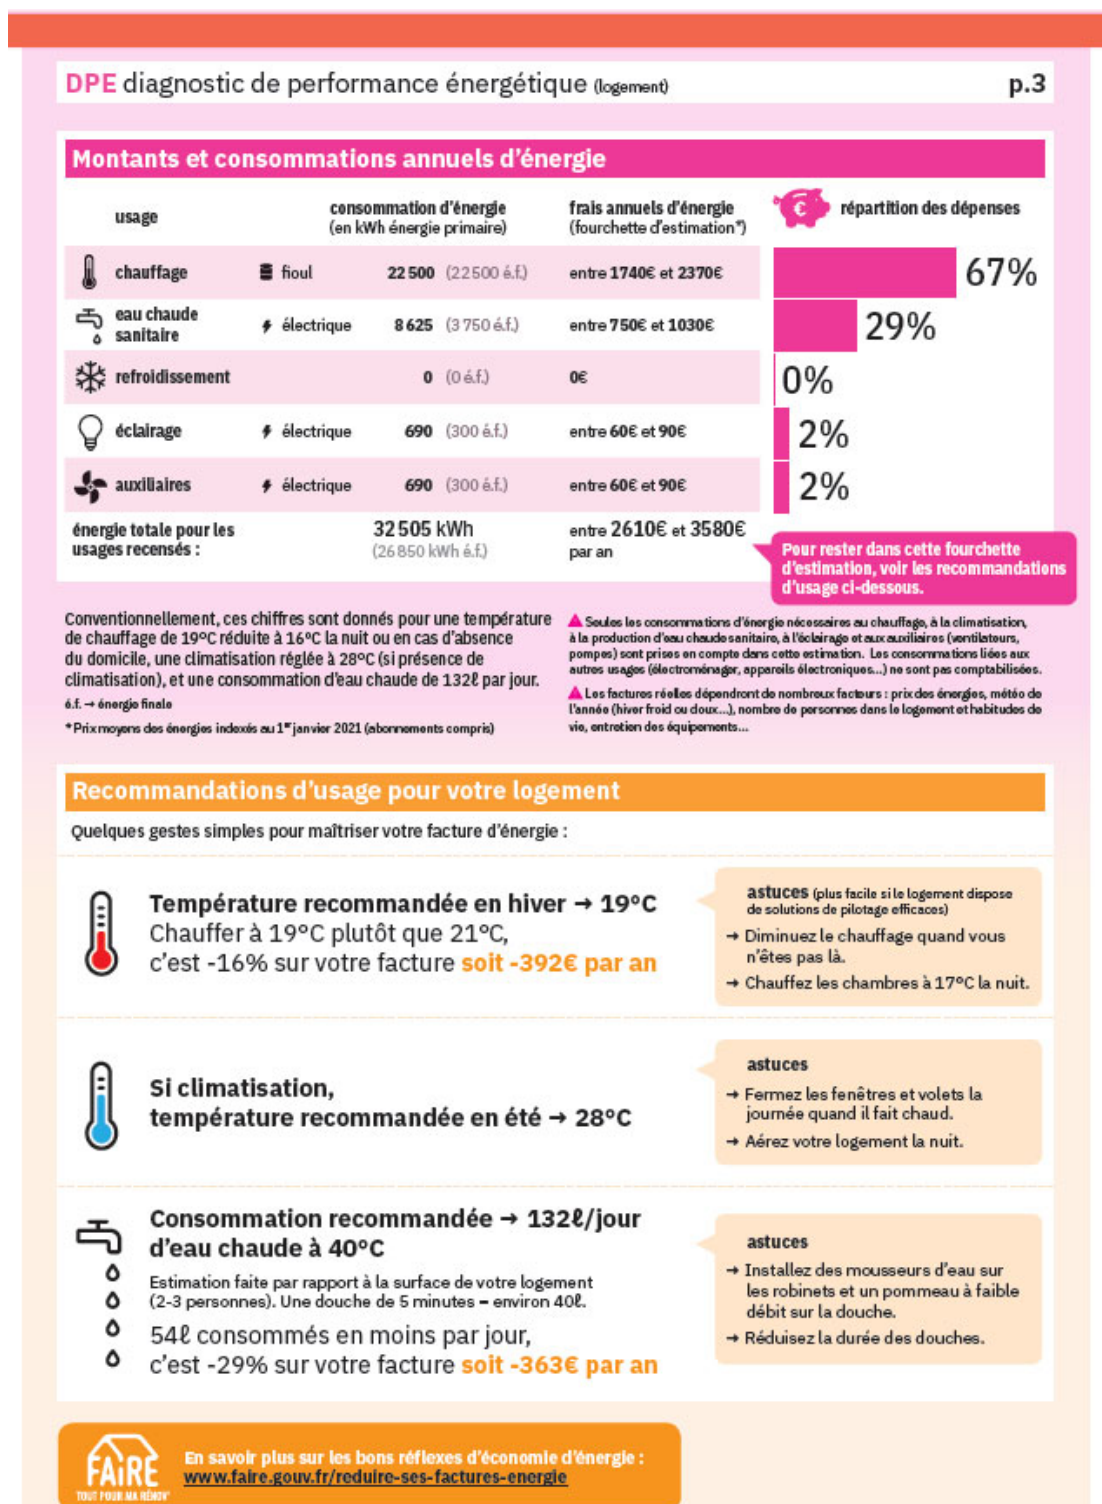 DPE diagnostic de performance énergétique (logement) p.3
Montants et consommations annuels d'énergie
usage
consommation d'énergie
(en kWh énergie primaire)
frais annuels d'énergie
(fourchette d'estimation*)
€ répartition des dépenses
chauffage fioul 22 500 (22 500 é.f.) entre 1740€ et 2370€ 67%
eau chaude
sanitaire électrique 8 625 (3 750 é.f.) entre 750€ et 1030€ 29%
refroidissement 0 (0 é.f.) 0€ 0%
éclairage électrique 690 (300 é.f.) entre 60€ et 90€ 2%
auxiliaires électrique 690 (300 é.f.) entre 60€ et 90€ 2%
énergie totale pour les
usages recensés :
32 505 kWh
(26 850 kWh é.f.)
entre 2610€ et 3580€
par an
Pour rester dans cette fourchette
d'estimation, voir les recommandations
d'usage ci-dessous.
Conventionnellement, ces chiffres sont donnés pour une température
de chauffage de 19°C réduite à 16°C la nuit ou en cas d'absence
du domicile, une climatisation réglée à 28°C (si présence de
climatisation), et une consommation d'eau chaude de 132ℓ par jour.
é.f. → énergie finale
* Prix moyens des énergies indexés au 1er janvier 2021 (abonnements compris)
Seules les consommations d'énergie nécessaires au chauffage, à la climatisation,
à la production d'eau chaude sanitaire, à l'éclairage et aux auxiliaires (ventilateurs,
pompes) sont prises en compte dans cette estimation. Les consommations liées aux
autres usages (électroménager, appareils électroniques...) ne sont pas comptabilisées.
Les factures réelles dépendront de nombreux facteurs : prix des énergies, météo de
l'année (hiver froid ou doux...), nombre de personnes dans le logement et habitudes de
vie, entretien des équipements...
Recommandations d'usage pour votre logement
Quelques gestes simples pour maîtriser votre facture d'énergie :
Température recommandée en hiver → 19°C
Chauffer à 19°C plutôt que 21°C,
c'est -16% sur votre facture soit -392€ par an
astuces (plus facile si le logement dispose
de solutions de pilotage efficaces)
→ Diminuez le chauffage quand vous
n'êtes pas là.
→ Chauffez les chambres à 17°C la nuit.
Si climatisation,
température recommandée en été → 28°C
astuces
→ Fermez les fenêtres et volets la
journée quand il fait chaud.
→ Aérez votre logement la nuit.
Consommation recommandée → 132ℓ/jour
d'eau chaude à 40°C
Estimation faite par rapport à la surface de votre logement
(2-3 personnes). Une douche de 5 minutes = environ 40ℓ.
54ℓ consommés en moins par jour,
c'est -29% sur votre facture soit -363€ par an
astuces
→ Installez des mousseurs d'eau sur
les robinets et un pommeau à faible
débit sur la douche.
→ Réduisez la durée des douches.
FAiRE
TOUT POUR MA RÉNOV'
En savoir plus sur les bons réflexes d'économie d'énergie :
www.faire.gouv.fr/reduire-ses-factures-energie